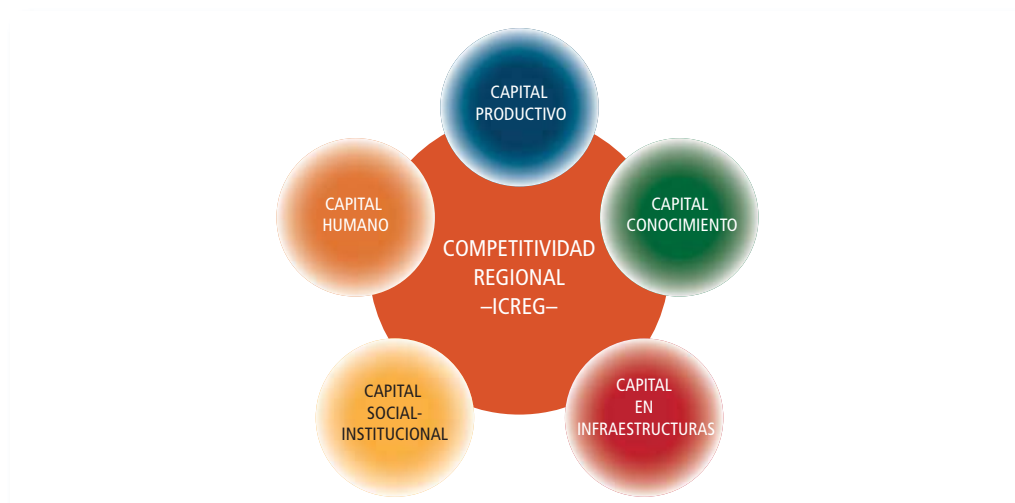 CAPITAL
PRODUCTIVO
CAPITAL
HUMANO
CAPITAL
CONOCIMIENTO
COMPETITIVIDAD
REGIONAL
–ICREG–
CAPITAL
SOCIAL-
INSTITUCIONAL
CAPITAL
EN
INFRAESTRUCTURAS